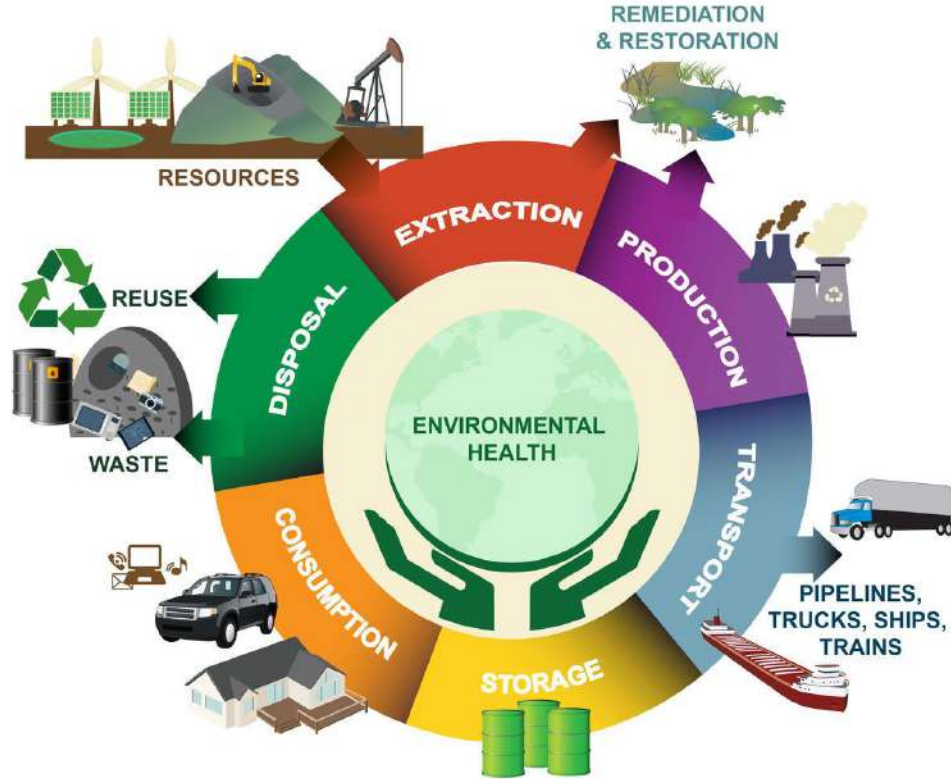 REMEDIATION
& RESTORATION
RESOURCES
EXTRACTION
PRODUCTION
REUSE
DISPOSAL
ENVIRONMENTAL
HEALTH
TRANSPORT
WASTE
CONSUMPTION
PIPELINES,
TRUCKS, SHIPS,
TRAINS
STORAGE